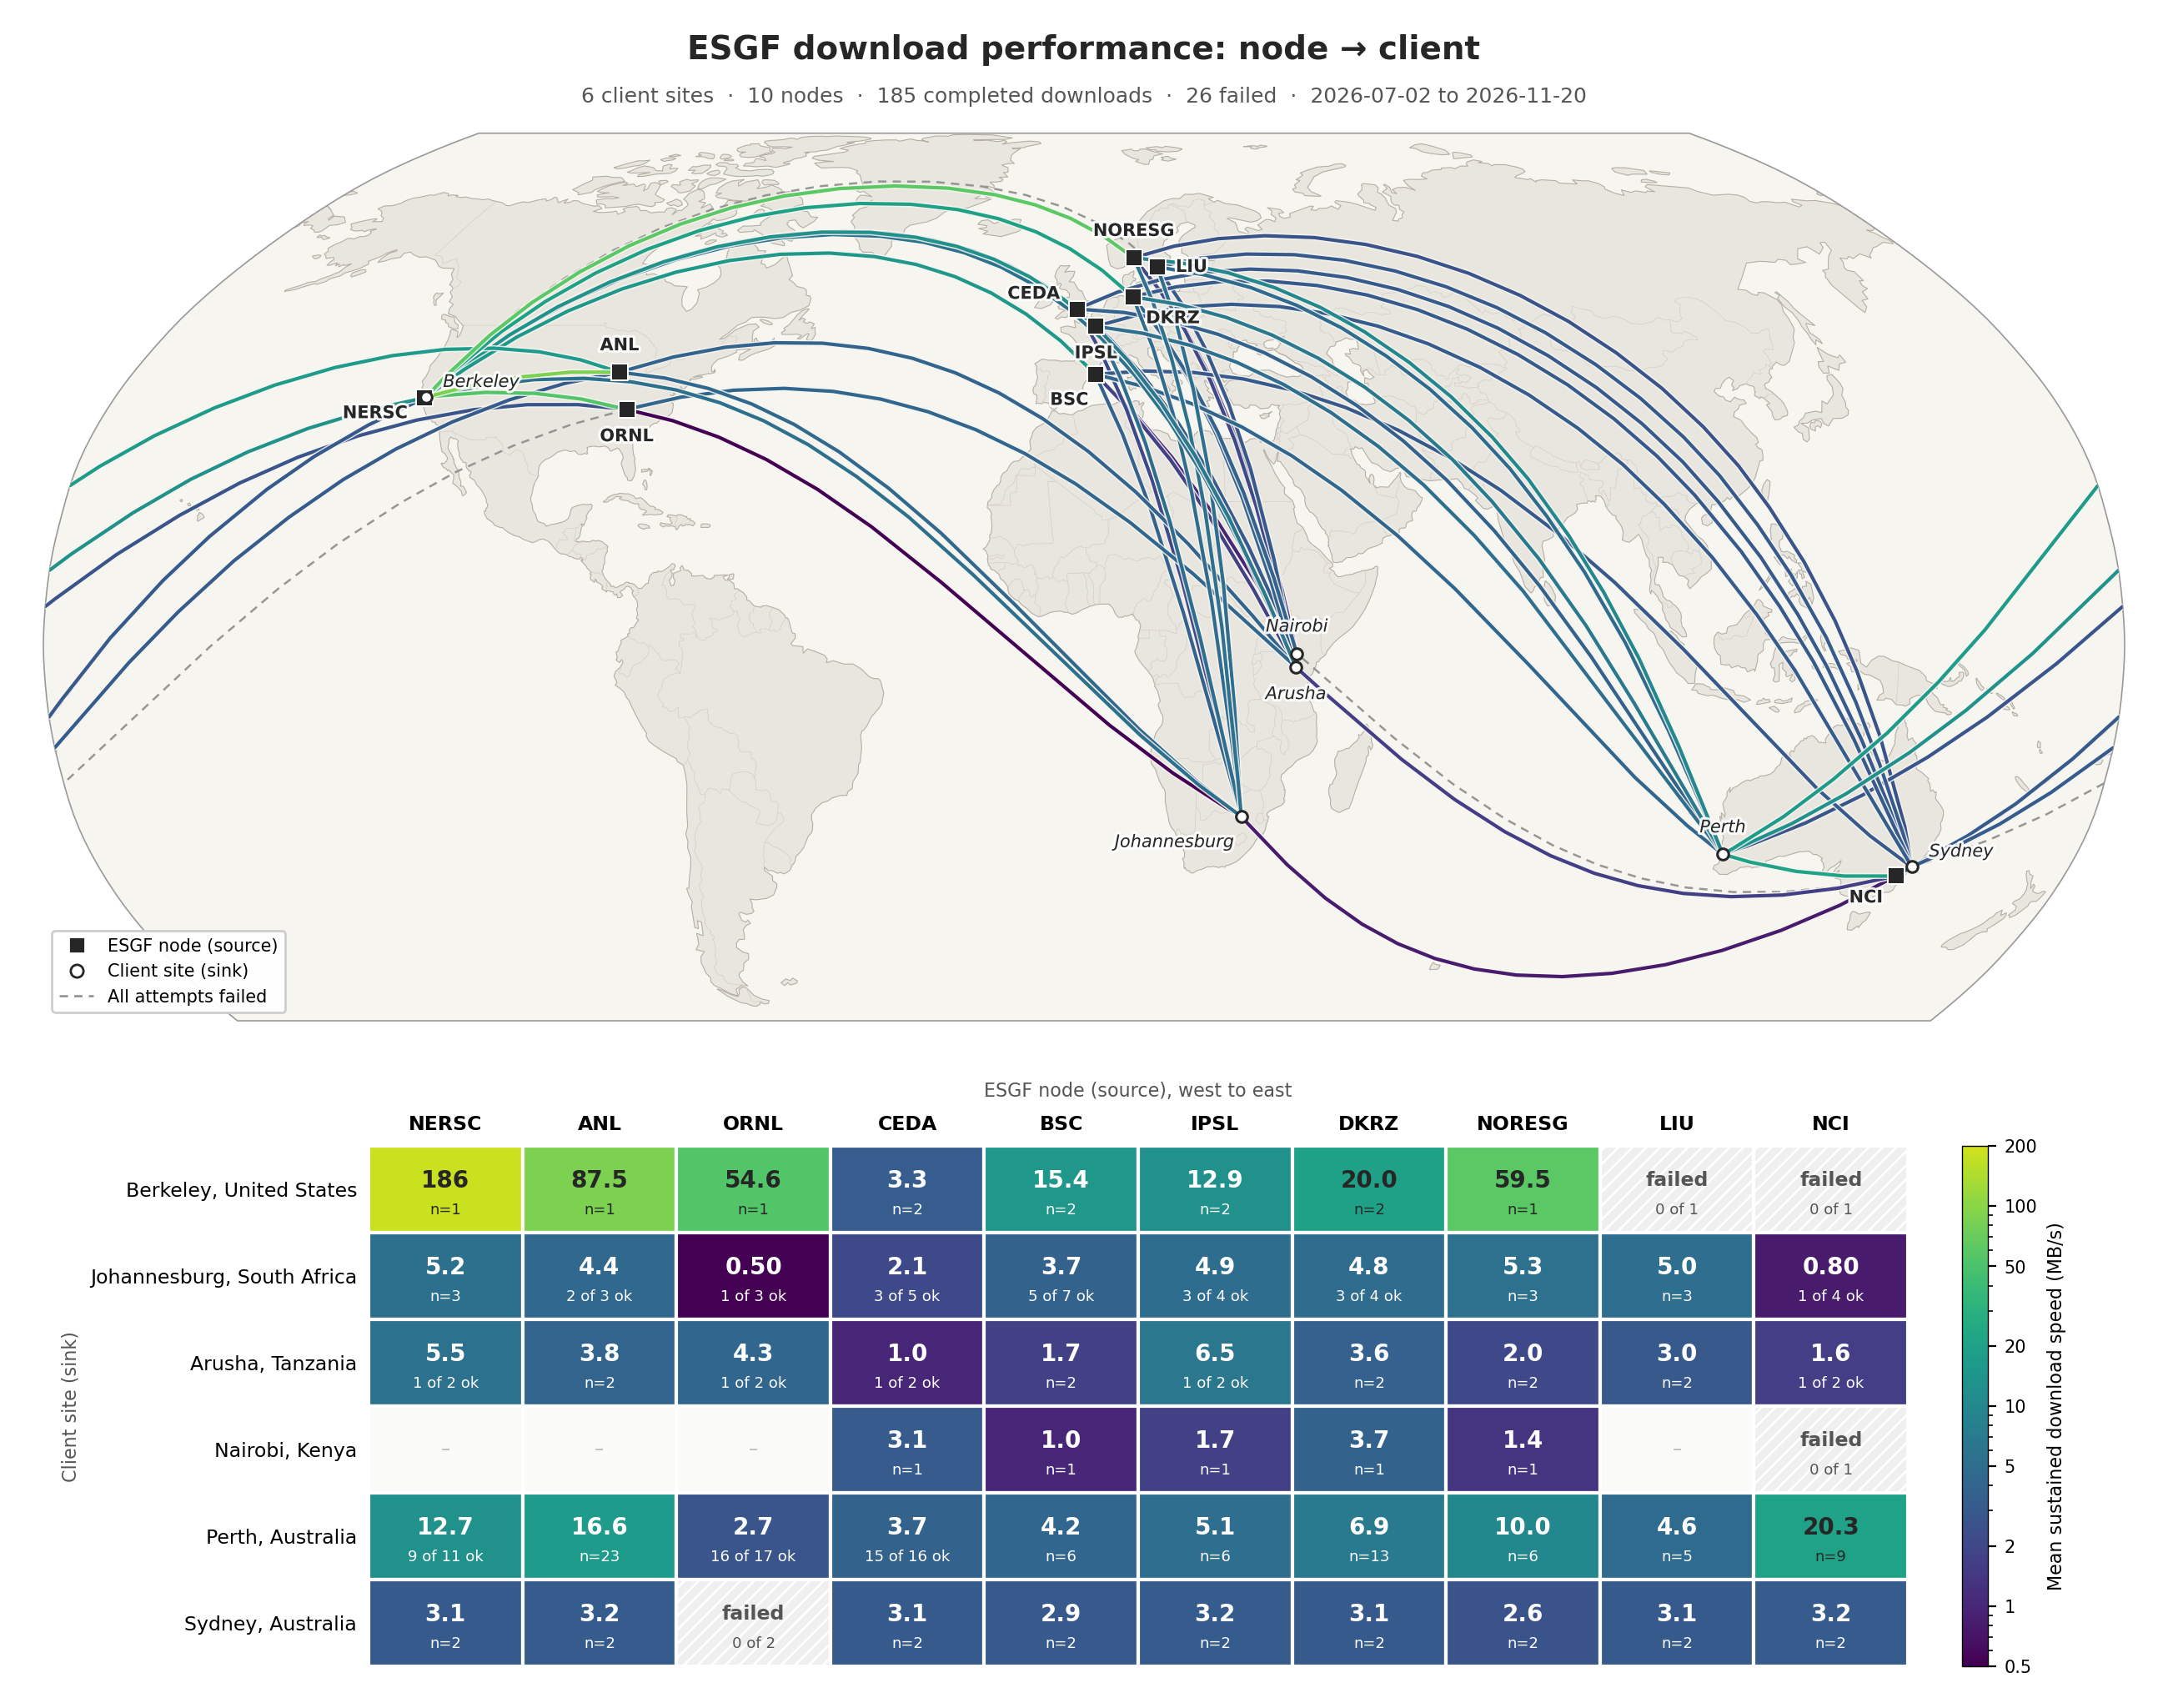 ESGF download performance: node → client
6 client sites · 10 nodes · 185 completed downloads · 26 failed · 2026-07-02 to 2026-11-20
NORESG
LIU
CEDA
DKRZ
IPSL
BSC
ANL
Berkeley
NERSC
ORNL
Nairobi
Arusha
Johannesburg
Perth
Sydney
NCI
ESGF node (source)
Client site (sink)
All attempts failed
ESGF node (source), west to east
NERSC ANL ORNL CEDA BSC IPSL DKRZ NORESG LIU NCI
Client site (sink)
Berkeley, United States 186 87.5 54.6 3.3 15.4 12.9 20.0 59.5 failed failed
n=1 n=1 n=1 n=2 n=2 n=2 n=2 n=1 0 of 1 0 of 1
Johannesburg, South Africa 5.2 4.4 0.50 2.1 3.7 4.9 4.8 5.3 5.0 0.80
n=3 2 of 3 ok 1 of 3 ok 3 of 5 ok 5 of 7 ok 3 of 4 ok 3 of 4 ok n=3 n=3 1 of 4 ok
Arusha, Tanzania 5.5 3.8 4.3 1.0 1.7 6.5 3.6 2.0 3.0 1.6
1 of 2 ok n=2 1 of 2 ok 1 of 2 ok n=2 1 of 2 ok n=2 n=2 n=2 1 of 2 ok
Nairobi, Kenya – – – 3.1 1.0 1.7 3.7 1.4 – failed
n=1 n=1 n=1 n=1 n=1 0 of 1
Perth, Australia 12.7 16.6 2.7 3.7 4.2 5.1 6.9 10.0 4.6 20.3
9 of 11 ok n=23 16 of 17 ok 15 of 16 ok n=6 n=6 n=13 n=6 n=5 n=9
Sydney, Australia 3.1 3.2 failed 3.1 2.9 3.2 3.1 2.6 3.1 3.2
n=2 n=2 0 of 2 n=2 n=2 n=2 n=2 n=2 n=2 n=2
200
100
50
20
10
5
2
1
0.5
Mean sustained download speed (MB/s)